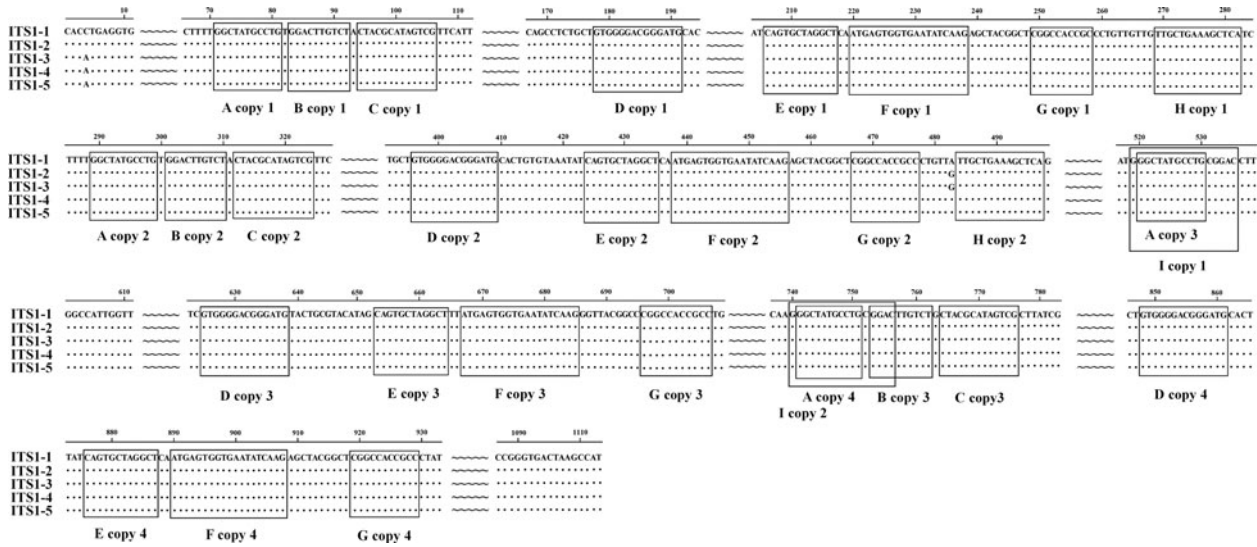 10 70 80 90 100 110 170 180 190 210 220 230 240 250 260 270 280
ITS1-1 CACCTGAGGTG ~~~~~ CTTTTGGCTATGCCTGTGGACTTGTCTACTACGCATAGTCGTTCATT ~~~~~ CAGCCTCTGCTGTGGGGACGGGATGCAC ~~~~~ ATCAGTGCTAGGCTCAATGAGTGGTGAATATCAAGAGCTACGGCTCGGCCACCGCCCTGTTGTTGTTGCTGAAAGCTCATC
ITS1-2
ITS1-3 A
ITS1-4 A
ITS1-5 A
A copy 1 B copy 1 C copy 1 D copy 1 E copy 1 F copy 1 G copy 1 H copy 1
290 300 310 320 400 410 420 430 440 450 460 470 480 490 520 530
ITS1-1 TTTTGGCTATGCCTGTGGACTTGTCTACTACGCATAGTCGTTC ~~~~~ TGCTGTGGGGACGGGATGCACTGTGTAAATATCAGTGCTAGGCTCAATGAGTGGTGAATATCAAGAGCTACGGCTCGGCCACCGCCCTGTTATTGCTGAAAGCTCAG ~~~~~ ATGGGCTATGCCTGCGGACCTT
ITS1-2 G
ITS1-3 G
ITS1-4
ITS1-5
A copy 2 B copy 2 C copy 2 D copy 2 E copy 2 F copy 2 G copy 2 H copy 2 A copy 3
I copy 1
610 630 640 650 660 670 680 690 700 740 750 760 770 780 850 860
ITS1-1 GGCCATTGGTT ~~~~~ TCGTGGGGACGGGATGTACTGCGTACATAGCAGTGCTAGGCTTTATGAGTGGTGAATATCAAGGGTTACGGCCCGGCCACCGCCTG ~~~~~ CAAGGGCTATGCCTGCGGACTTGTCTGCTACGCATAGTCGCTTATCG ~~~~~ CTGTGGGGACGGGATGCACT
ITS1-2
ITS1-3
ITS1-4
ITS1-5
D copy 3 E copy 3 F copy 3 G copy 3 A copy 4 B copy 3 C copy3 D copy 4
I copy 2
880 890 900 910 920 930 1090 1100 1110
ITS1-1 TATCAGTGCTAGGCTCAATGAGTGGTGAATATCAAGAGCTACGGCTCGGCCACCGCCCTAT ~~~~~ CCGGGTGACTAAGCCAT
ITS1-2
ITS1-3
ITS1-4
ITS1-5
E copy 4 F copy 4 G copy 4